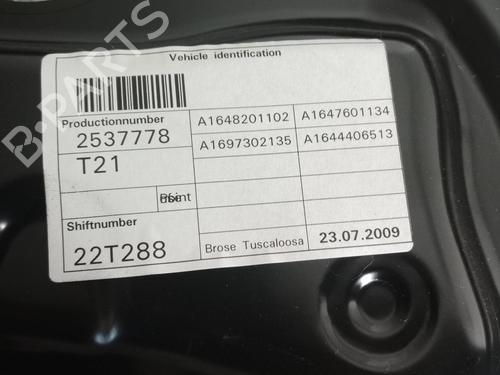 Vehicle identification
Productionnumber
2537778
A1648201102
A1647601134
T21
A1697302135
A1644406513
Shiftnumber
22T288
Brose Tuscaloosa
23.07.2009
B-PARTS